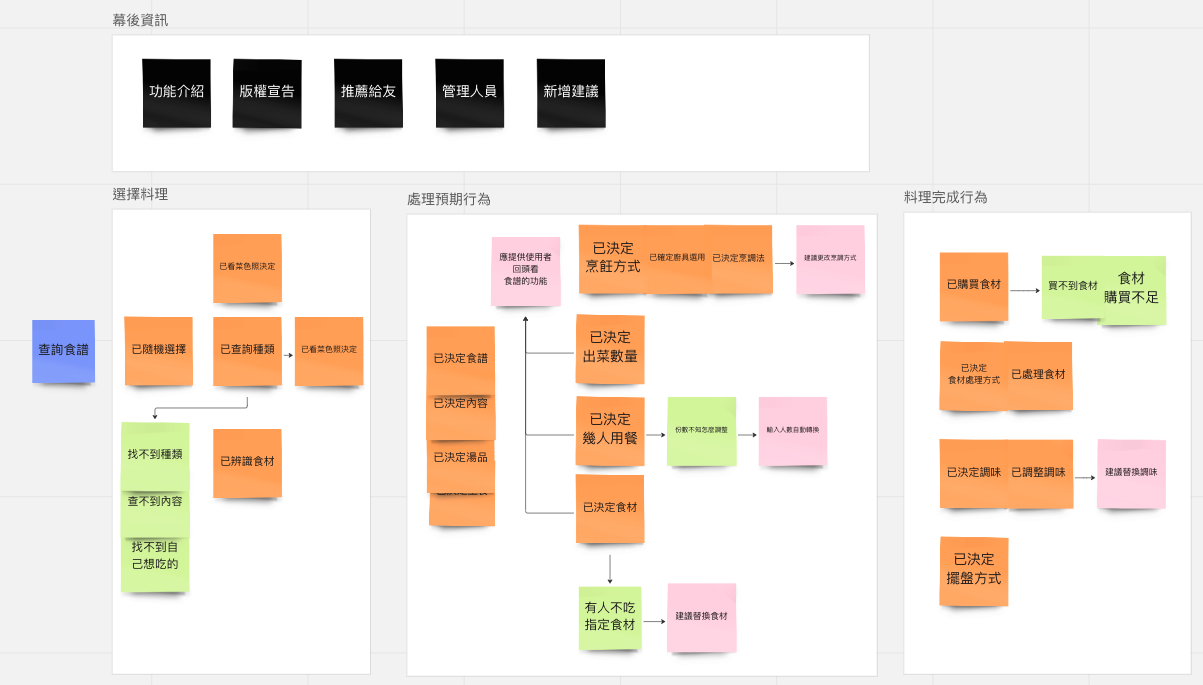 幕後資訊
功能介紹
版權宣告
推薦給友
管理人員
新增建議
選擇料理
查詢食譜
已看菜色照決定
已隨機選擇
已查詢種類
已看菜色照決定
找不到種類
查不到內容
找不到自
己想吃的
已辨識食材
處理預期行為
應提供使用者
回頭看
食譜的功能
已決定
烹飪方式
已確定廚具選用
已決定烹調法
建議更改烹調方式
已決定食譜
已決定內容
已決定湯品
已決定
出菜數量
已決定
幾人用餐
份數不知怎麼調整
輸入人數自動轉換
已決定食材
有人不吃
指定食材
建議替換食材
料理完成行為
已購買食材
買不到食材
食材
購買不足
已決定
食材處理方式
已處理食材
已決定調味
已調整調味
建議替換調味
已決定
擺盤方式